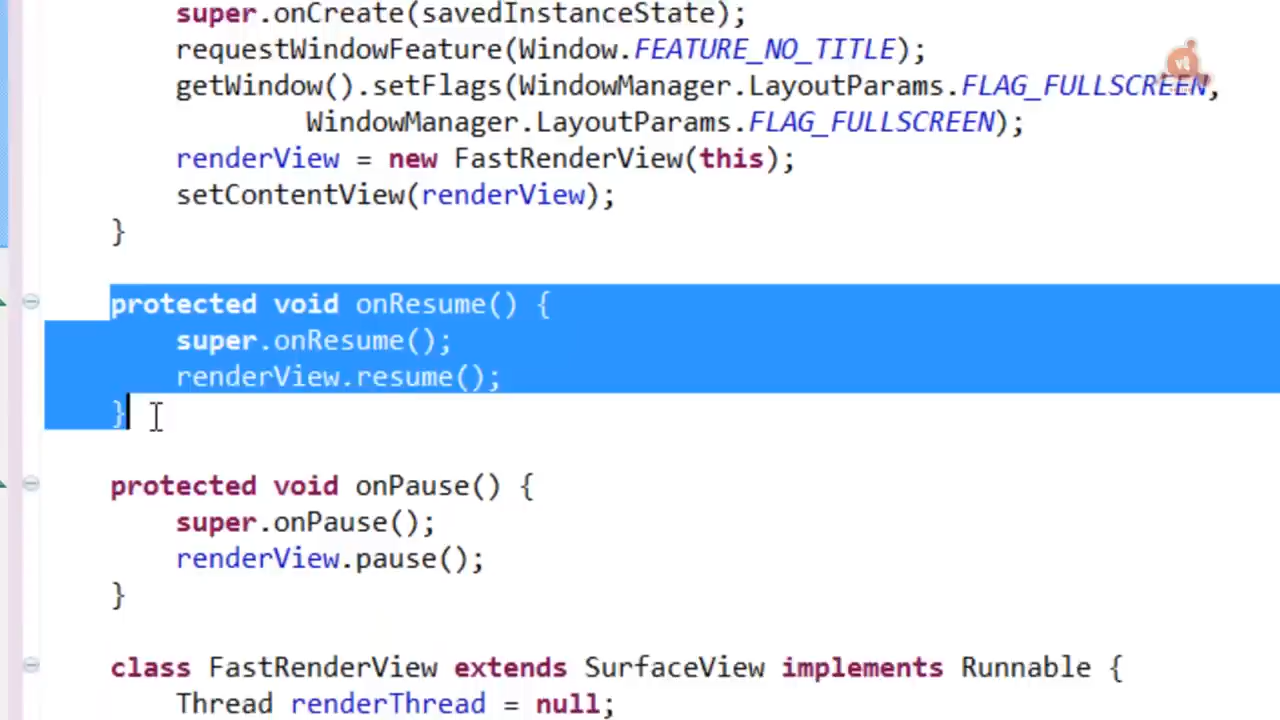 super.onCreate(savedInstanceState);
requestWindowFeature(Window.FEATURE_NO_TITLE);
getWindow().setFlags(WindowManager.LayoutParams.FLAG_FULLSCREEN,
WindowManager.LayoutParams.FLAG_FULLSCREEN);
renderView = new FastRenderView(this);
setContentView(renderView);
}
protected void onResume() {
super.onResume();
renderView.resume();
}
protected void onPause() {
super.onPause();
renderView.pause();
}
class FastRenderView extends SurfaceView implements Runnable {
Thread renderThread = null;